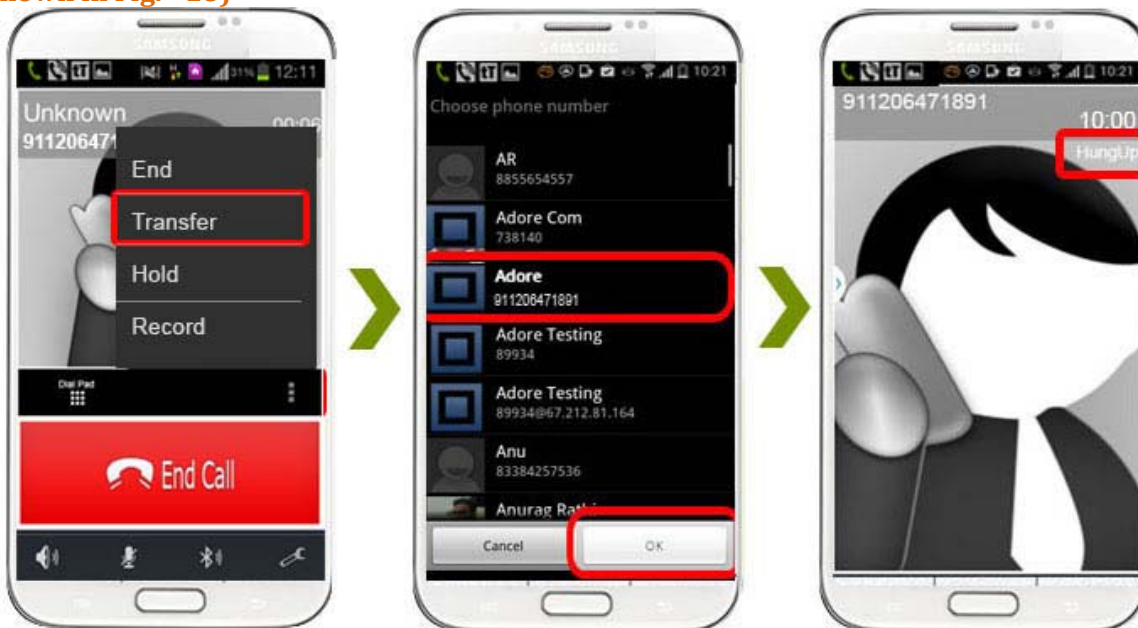 SAMSUNG
31% 12:11
Unknown
00:06
911206471
End
Transfer
Hold
Record
Dial Pad
End Call
SAMSUNG
10:21
Choose phone number
AR
8855654557
Adore Com
738140
Adore
911206471891
Adore Testing
89934
Adore Testing
89934@67.212.81.164
Anu
83384257536
Anurag
Cancel
OK
SAMSUNG
10:21
911206471891
10:00
HungUp